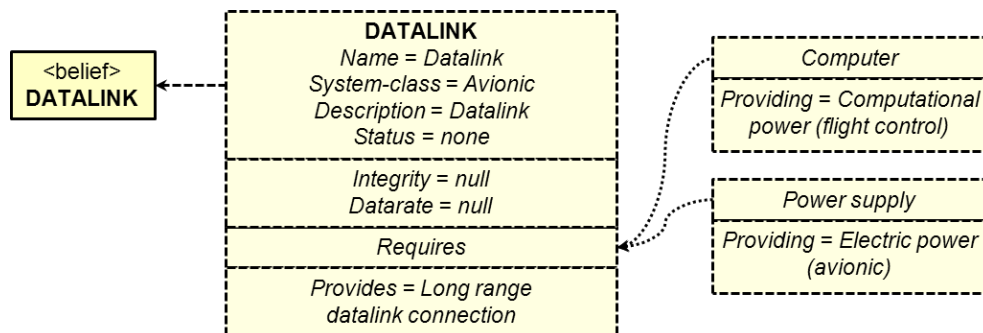 <belief>
DATALINK
DATALINK
Name = Datalink
System-class = Avionic
Description = Datalink
Status = none
Integrity = null
Datarate = null
Requires
Provides = Long range
datalink connection
Computer
Providing = Computational
power (flight control)
Power supply
Providing = Electric power
(avionic)